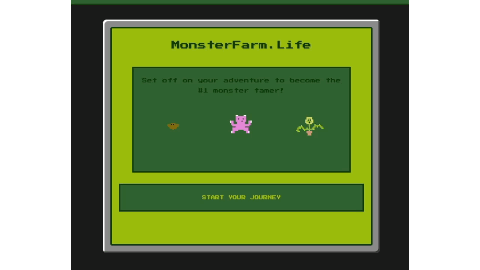 MonsterFarm.Life
Set off on your adventure to become the
#1 monster tamer!
START YOUR JOURNEY